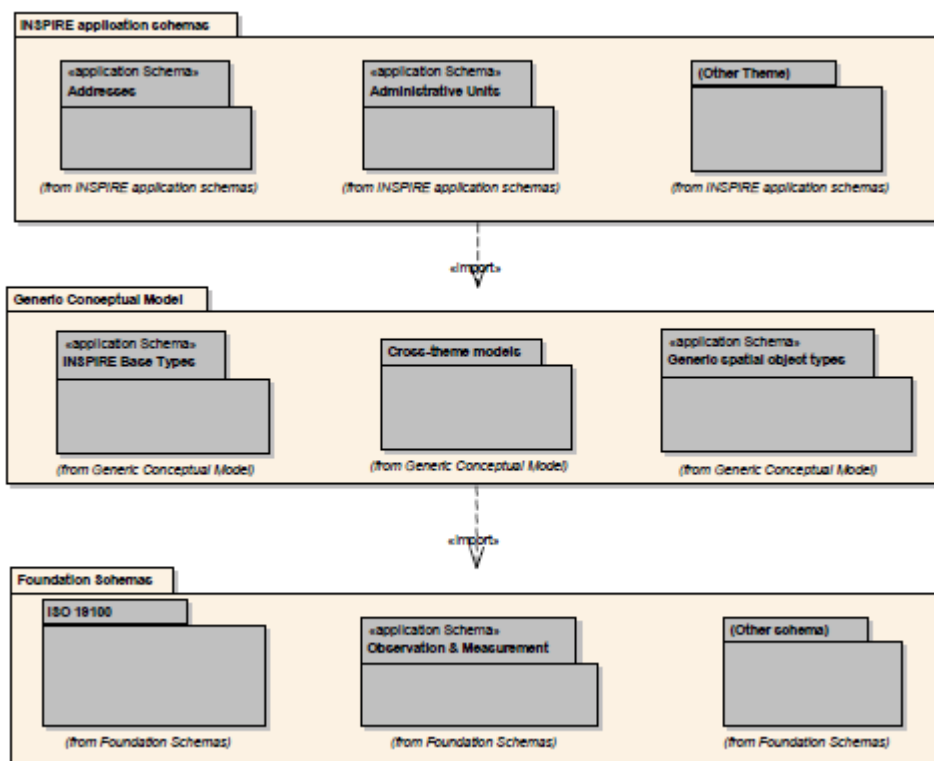 INSPIRE application schemas
«application Schema»
Addresses
«application Schema»
Administrative Units
(Other Theme)
(from INSPIRE application schemas)
(from INSPIRE application schemas)
(from INSPIRE application schemas)
«import»
Generic Conceptual Model
«application Schema»
INSPIRE Base Types
Cross-theme models
«application Schema»
Generic spatial object types
(from Generic Conceptual Model)
(from Generic Conceptual Model)
(from Generic Conceptual Model)
«import»
Foundation Schemas
ISO 19100
«application Schema»
Observation & Measurement
(Other schema)
(from Foundation Schemas)
(from Foundation Schemas)
(from Foundation Schemas)